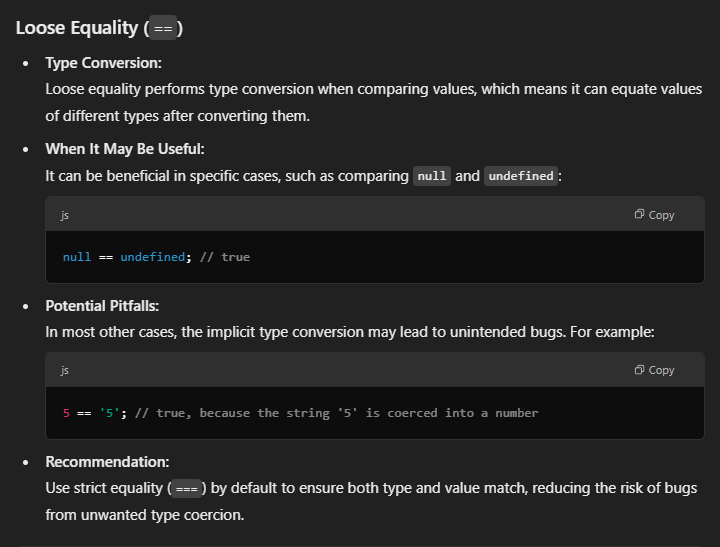 Loose Equality (==)
• Type Conversion:
Loose equality performs type conversion when comparing values, which means it can equate values
of different types after converting them.
• When It May Be Useful:
It can be beneficial in specific cases, such as comparing null and undefined:
js Copy
null == undefined; // true
• Potential Pitfalls:
In most other cases, the implicit type conversion may lead to unintended bugs. For example:
js Copy
5 == '5'; // true, because the string '5' is coerced into a number
• Recommendation:
Use strict equality (===) by default to ensure both type and value match, reducing the risk of bugs
from unwanted type coercion.